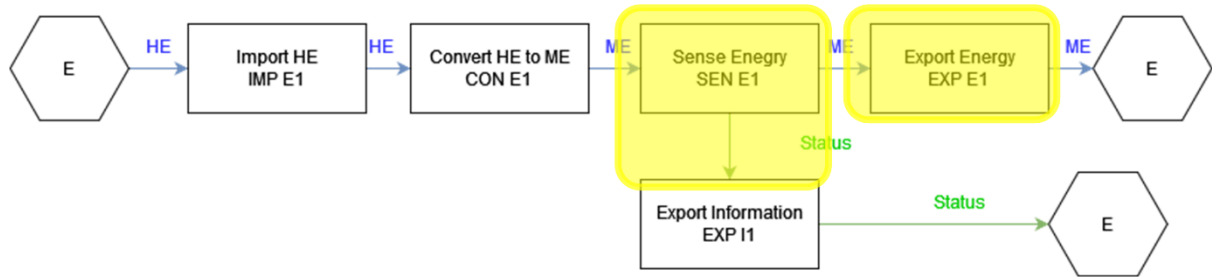 HE
HE
ME
ME
ME
E
Import HE
IMP E1
Convert HE to ME
CON E1
Sense Enegry
SEN E1
Export Energy
EXP E1
E
Status
Export Information
EXP I1
Status
E